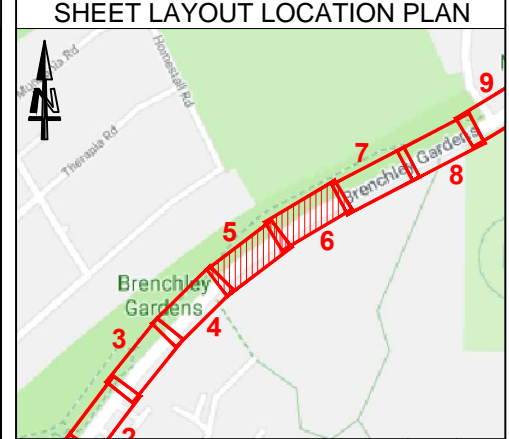 SHEET LAYOUT LOCATION PLAN
N
Homestall Rd
Therapia Rd
9
7
Brenchley Gardens
8
5
6
Brenchley
Gardens
3
4
2